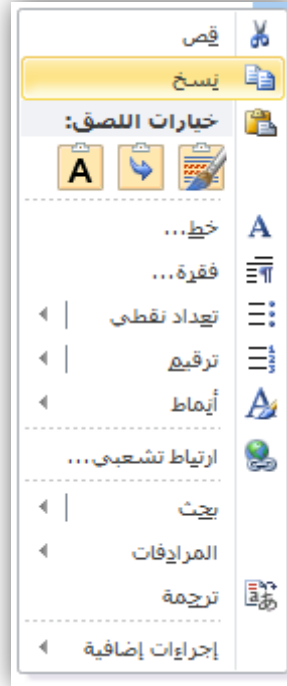 قص
نسخ
خيارات اللصق:
A
خط...
فقرة...
تعداد نقطي
ترقيم
أنماط
ارتباط تشعبي...
بحث
المرادفات
ترجمة
إجراءات إضافية